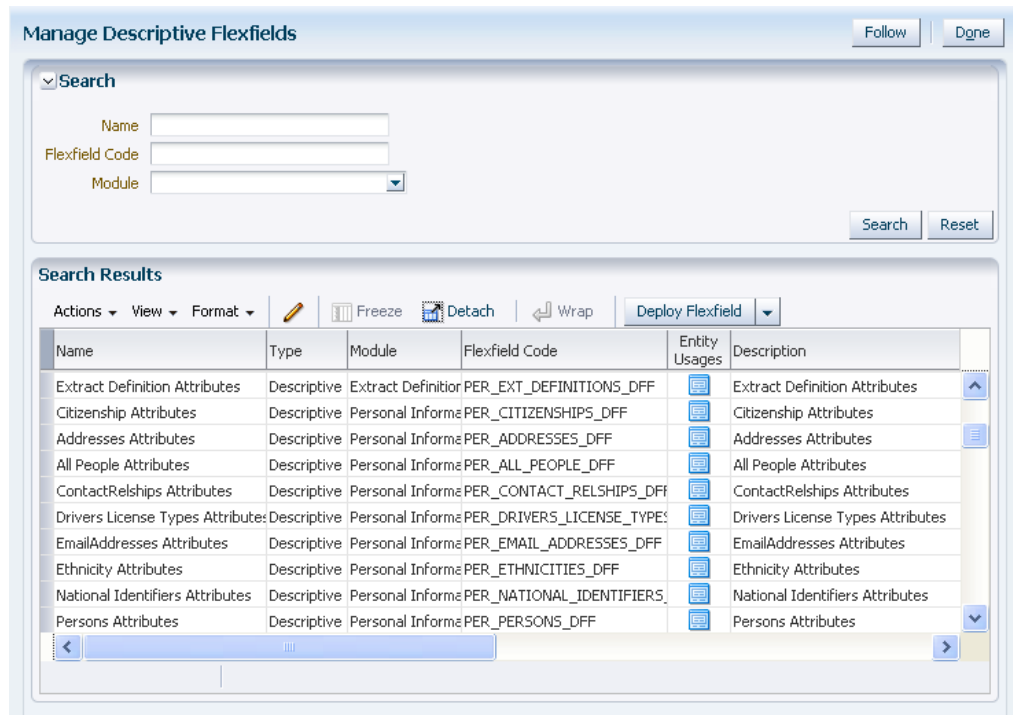 Manage Descriptive Flexfields
Follow
Done
Search
Name
Flexfield Code
Module
Search
Reset
Search Results
Actions View Format Freeze Detach Wrap Deploy Flexfield
Name Type Module Flexfield Code Entity Usages Description
Extract Definition Attributes Descriptive Extract Definition PER_EXT_DEFINITIONS_DFF Extract Definition Attributes
Citizenship Attributes Descriptive Personal Informa PER_CITIZENSHIPS_DFF Citizenship Attributes
Addresses Attributes Descriptive Personal Informa PER_ADDRESSES_DFF Addresses Attributes
All People Attributes Descriptive Personal Informa PER_ALL_PEOPLE_DFF All People Attributes
ContactRelships Attributes Descriptive Personal Informa PER_CONTACT_RELSHIPS_DFF ContactRelships Attributes
Drivers License Types Attributes Descriptive Personal Informa PER_DRIVERS_LICENSE_TYPES Drivers License Types Attributes
EmailAddresses Attributes Descriptive Personal Informa PER_EMAIL_ADDRESSES_DFF EmailAddresses Attributes
Ethnicity Attributes Descriptive Personal Informa PER_ETHNICITIES_DFF Ethnicity Attributes
National Identifiers Attributes Descriptive Personal Informa PER_NATIONAL_IDENTIFIERS_ National Identifiers Attributes
Persons Attributes Descriptive Personal Informa PER_PERSONS_DFF Persons Attributes